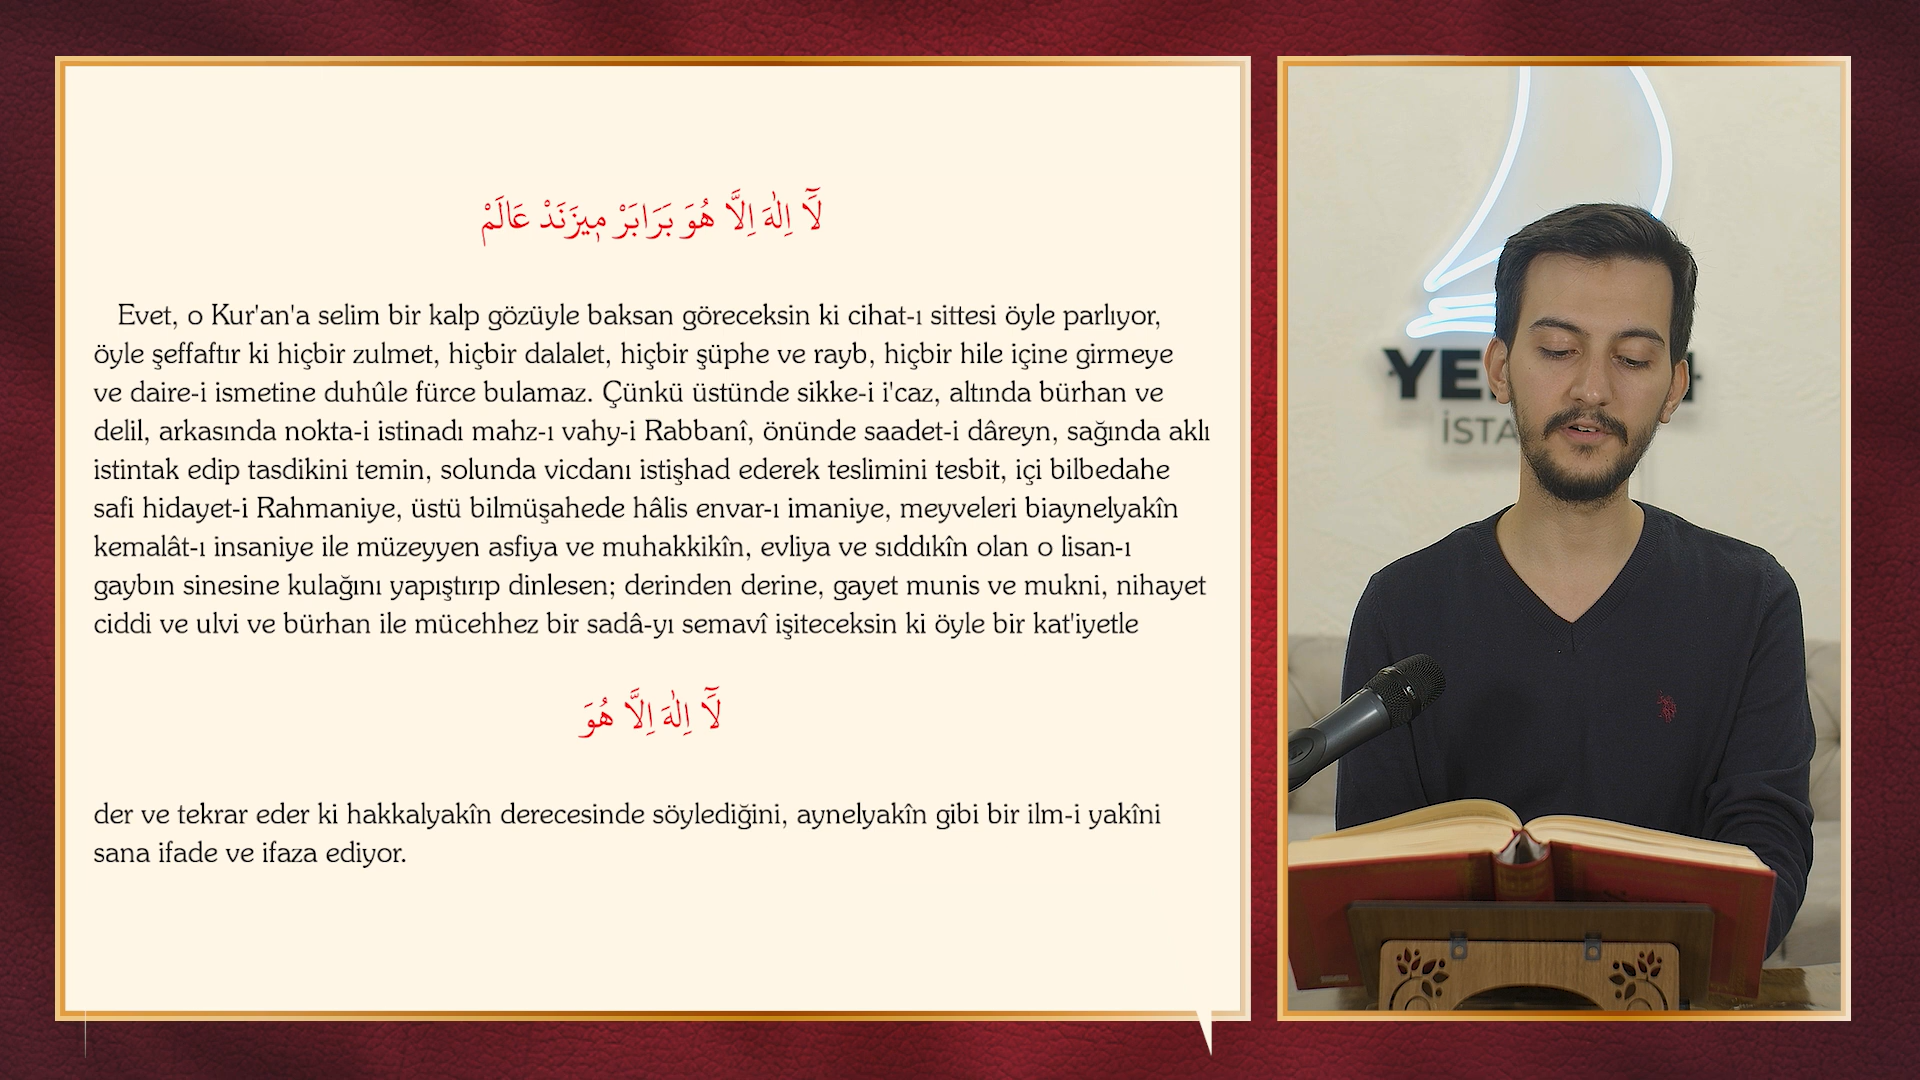 لَٓا اِلٰهَ اِلَّا هُوَ بَرَابَرْ مٖيزَنَدْ عَالَمْ
Evet, o Kur'an'a selim bir kalp gözüyle baksan göreceksin ki cihat-ı sittesi öyle parlıyor,
öyle şeffaftır ki hiçbir zulmet, hiçbir dalalet, hiçbir şüphe ve rayb, hiçbir hile içine girmeye
ve daire-i ismetine duhûle fürce bulamaz. Çünkü üstünde sikke-i i'caz, altında bürhan ve
delil, arkasında nokta-i istinadı mahz-ı vahy-i Rabbanî, önünde saadet-i dâreyn, sağında aklı
istintak edip tasdikini temin, solunda vicdanı istişhad ederek teslimini tesbit, içi bilbedahe
safi hidayet-i Rahmaniye, üstü bilmüşahede hâlis envar-ı imaniye, meyveleri biaynelyakîn
kemalât-ı insaniye ile müzeyyen asfiya ve muhakkikîn, evliya ve sıddıkîn olan o lisan-ı
gaybın sinesine kulağını yapıştırıp dinlesen; derinden derine, gayet munis ve mukni, nihayet
ciddi ve ulvi ve bürhan ile mücehhez bir sadâ-yı semavî işiteceksin ki öyle bir kat'iyetle
لَٓا اِلٰهَ اِلَّا هُوَ
der ve tekrar eder ki hakkalyakîn derecesinde söylediğini, aynelyakîn gibi bir ilm-i yakîni
sana ifade ve ifaza ediyor.